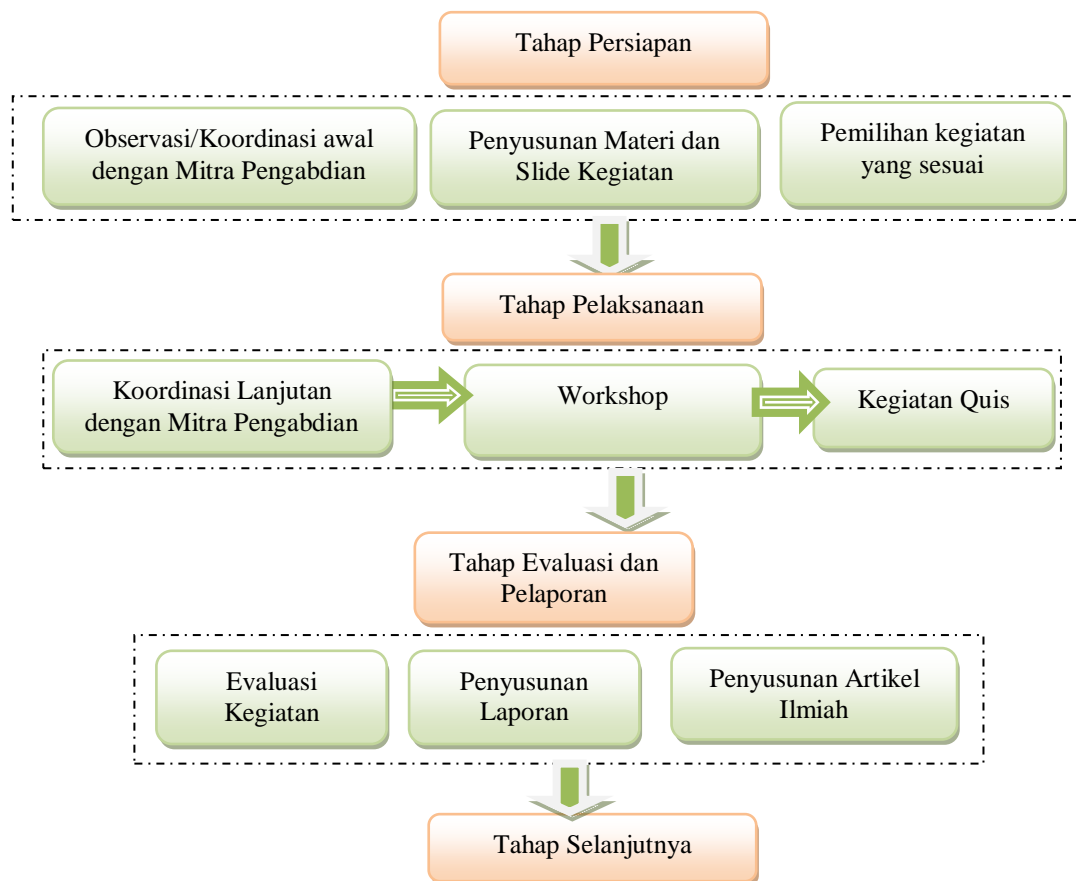 Tahap Persiapan
Observasi/Koordinasi awal
dengan Mitra Pengabdian
Penyusunan Materi dan
Slide Kegiatan
Pemilihan kegiatan
yang sesuai
Tahap Pelaksanaan
Koordinasi Lanjutan
dengan Mitra Pengabdian
Workshop
Kegiatan Quis
Tahap Evaluasi dan
Pelaporan
Evaluasi
Kegiatan
Penyusunan
Laporan
Penyusunan Artikel
Ilmiah
Tahap Selanjutnya